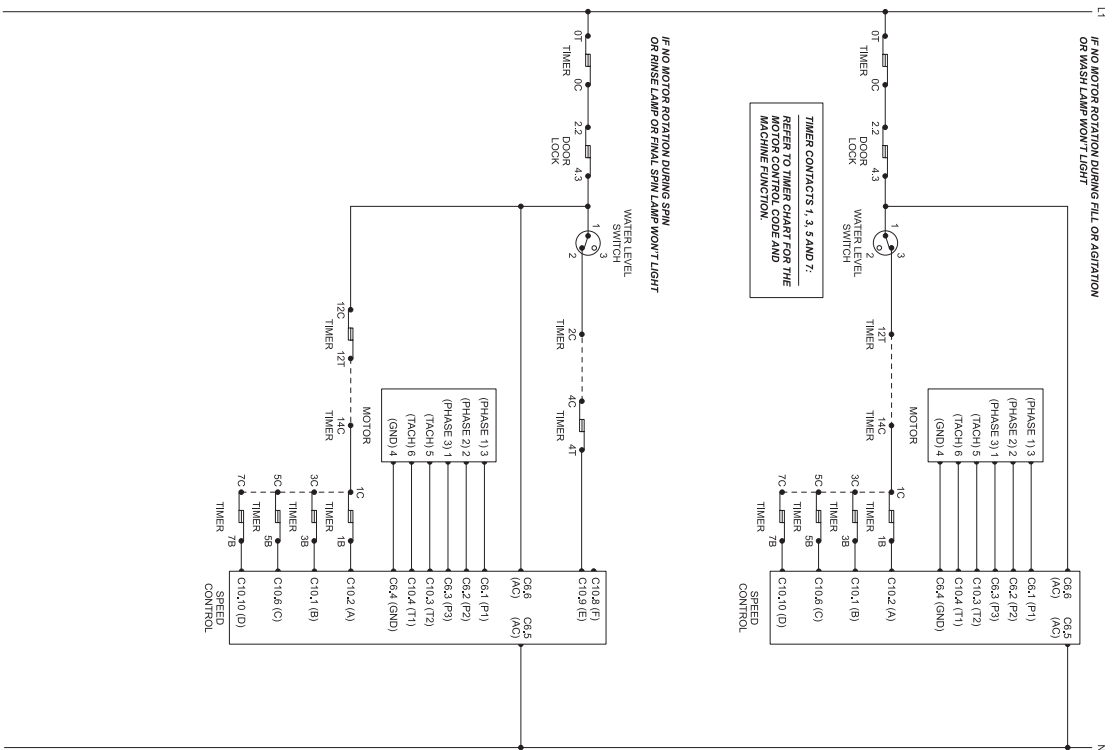 L1
IF NO MOTOR ROTATION DURING FILL OR AGITATION
OR WASH LAMP WON'T LIGHT
0T
TIMER
0C
2.2
DOOR
LOCK
4.3
1
3
2
WATER LEVEL
SWITCH
12T
TIMER
14C
TIMER
MOTOR
(PHASE 1) 3
(PHASE 2) 2
(PHASE 3) 1
(TACH) 5
(TACH) 6
(GND) 4
1C
TIMER
1B
3C
TIMER
3B
5C
TIMER
5B
7C
TIMER
7B
C6.6
(AC)
C6.5
(AC)
C6.1 (P1)
C6.2 (P2)
C6.3 (P3)
C10.3 (T2)
C10.4 (T1)
C6.4 (GND)
C10.2 (A)
C10.1 (B)
C10.6 (C)
C10.10 (D)
SPEED
CONTROL
N
TIMER CONTACTS 1, 3, 5 AND 7:
REFER TO TIMER CHART FOR THE
MOTOR CONTROL CODE AND
MACHINE FUNCTION.
IF NO MOTOR ROTATION DURING SPIN
OR RINSE LAMP OR FINAL SPIN LAMP WON'T LIGHT
0T
TIMER
0C
2.2
DOOR
LOCK
4.3
WATER LEVEL
SWITCH
1
3
2
2C
TIMER
4C
TIMER
4T
12C
TIMER
12T
14C
TIMER
MOTOR
(PHASE 1) 3
(PHASE 2) 2
(PHASE 3) 1
(TACH) 5
(TACH) 6
(GND) 4
1C
TIMER
1B
3C
TIMER
3B
5C
TIMER
5B
7C
TIMER
7B
C10.8 (F)
C10.9 (E)
C6.6
(AC)
C6.5
(AC)
C6.1 (P1)
C6.2 (P2)
C6.3 (P3)
C10.3 (T2)
C10.4 (T1)
C6.4 (GND)
C10.2 (A)
C10.1 (B)
C10.6 (C)
C10.10 (D)
SPEED
CONTROL